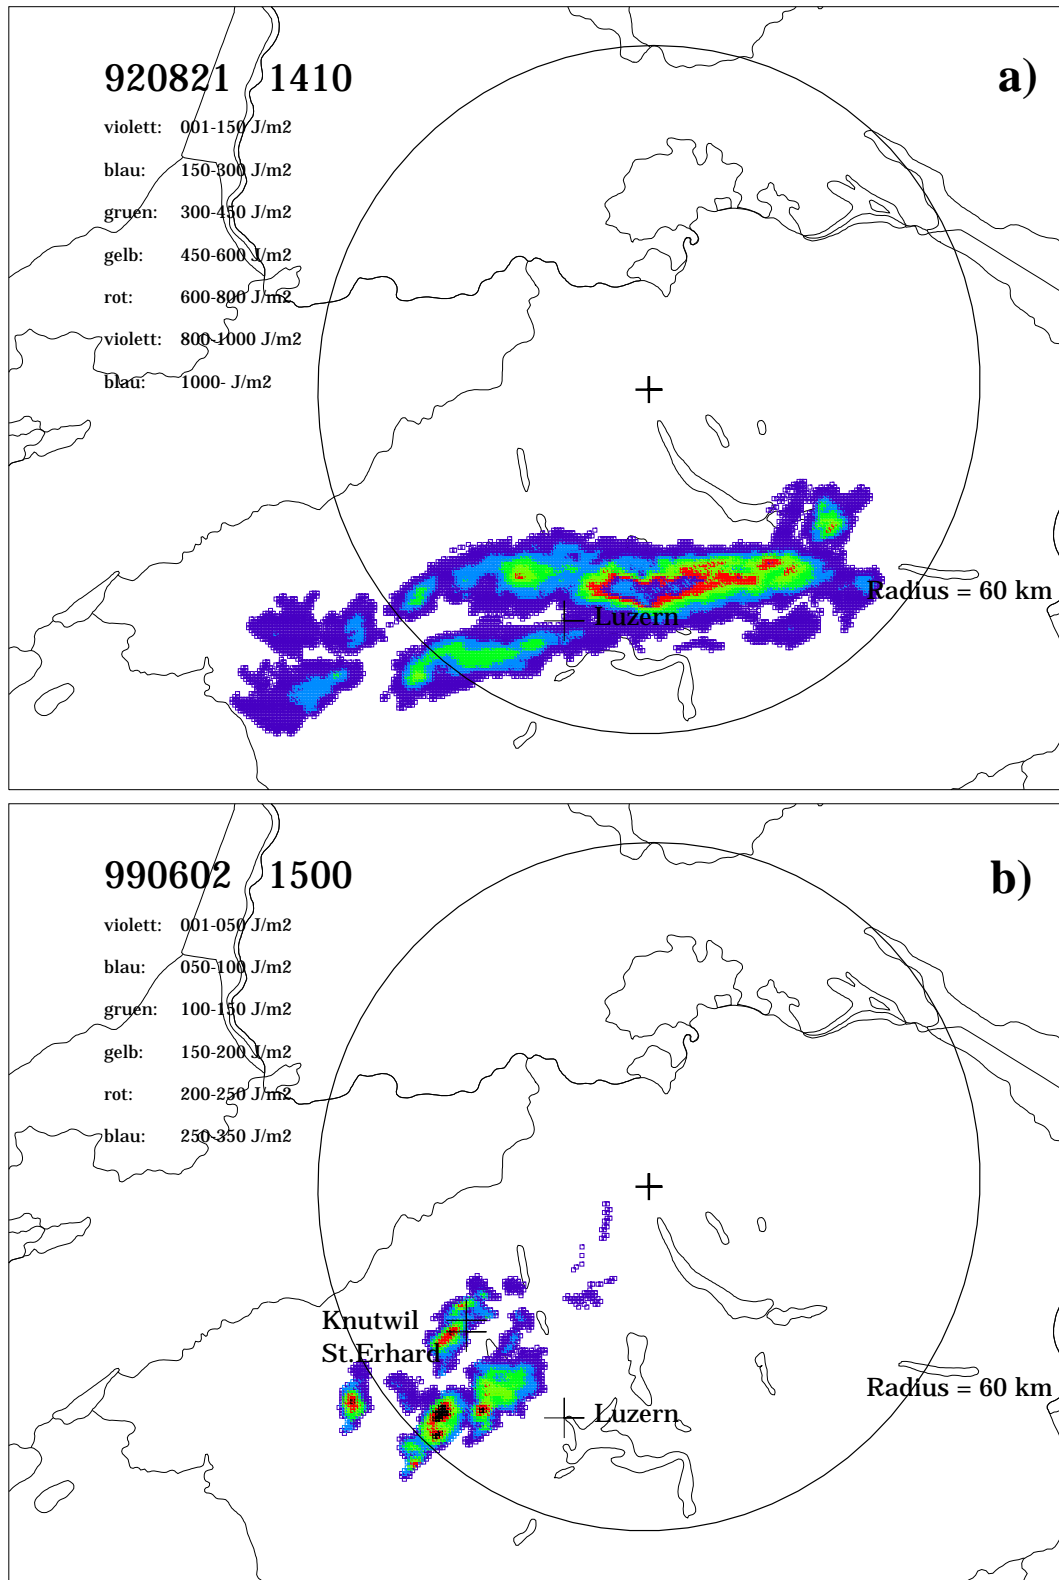 920821 1410
a)
violett: 001-150 J/m2
blau: 150-300 J/m2
gruen: 300-450 J/m2
gelb: 450-600 J/m2
rot: 600-800 J/m2
violett: 800-1000 J/m2
blau: 1000- J/m2
Radius = 60 km
Luzern
990602 1500
b)
violett: 001-050 J/m2
blau: 050-100 J/m2
gruen: 100-150 J/m2
gelb: 150-200 J/m2
rot: 200-250 J/m2
blau: 250-350 J/m2
Knutwil
St.Erhard
Radius = 60 km
Luzern